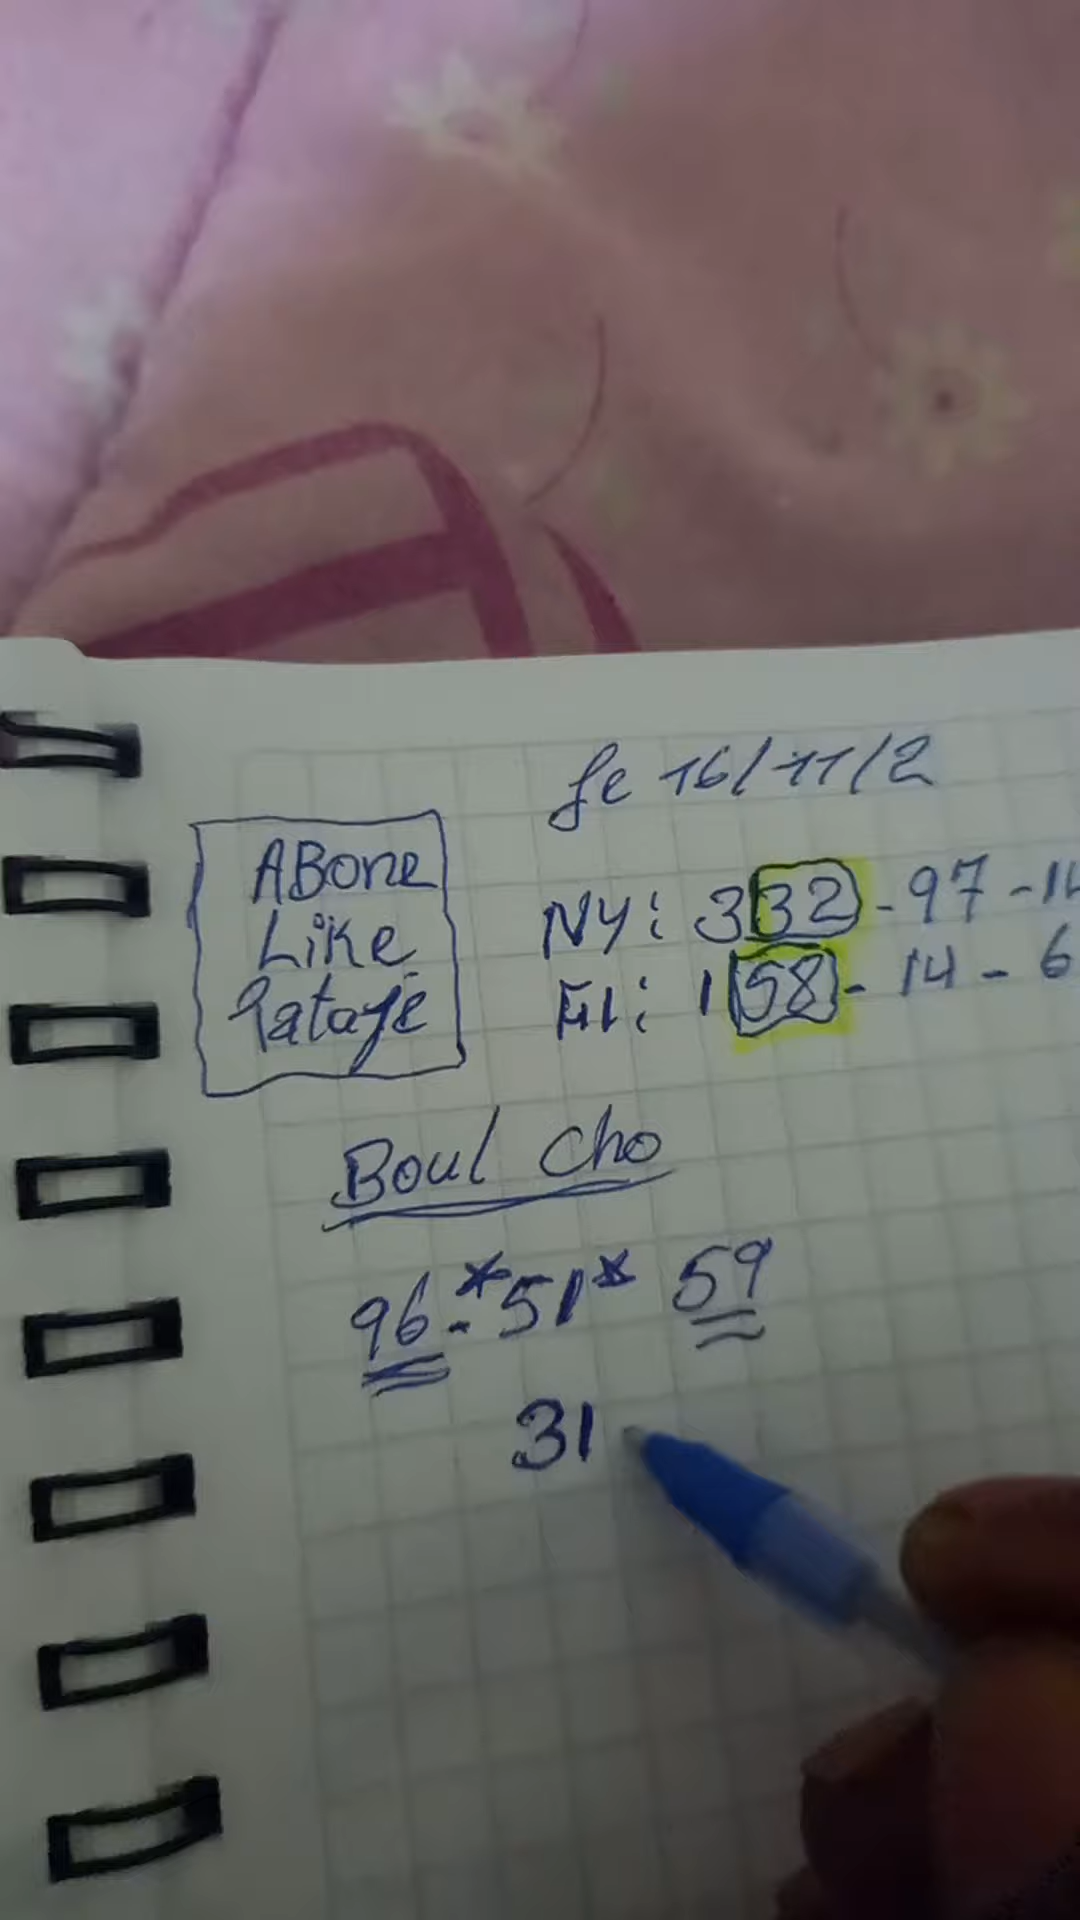 Le 16/11/2
ABone
Like
Pataje
NY: 332-97-14
Fl: 158-14-6
Boul Cho
96.*51* 59
31